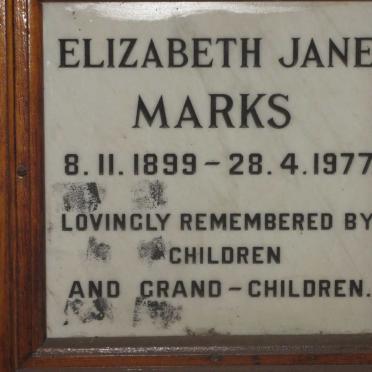 ELIZABETH JANE
MARKS
8.11.1899 – 28.4.1977
LOVINGLY REMEMBERED BY
CHILDREN
AND GRAND – CHILDREN.